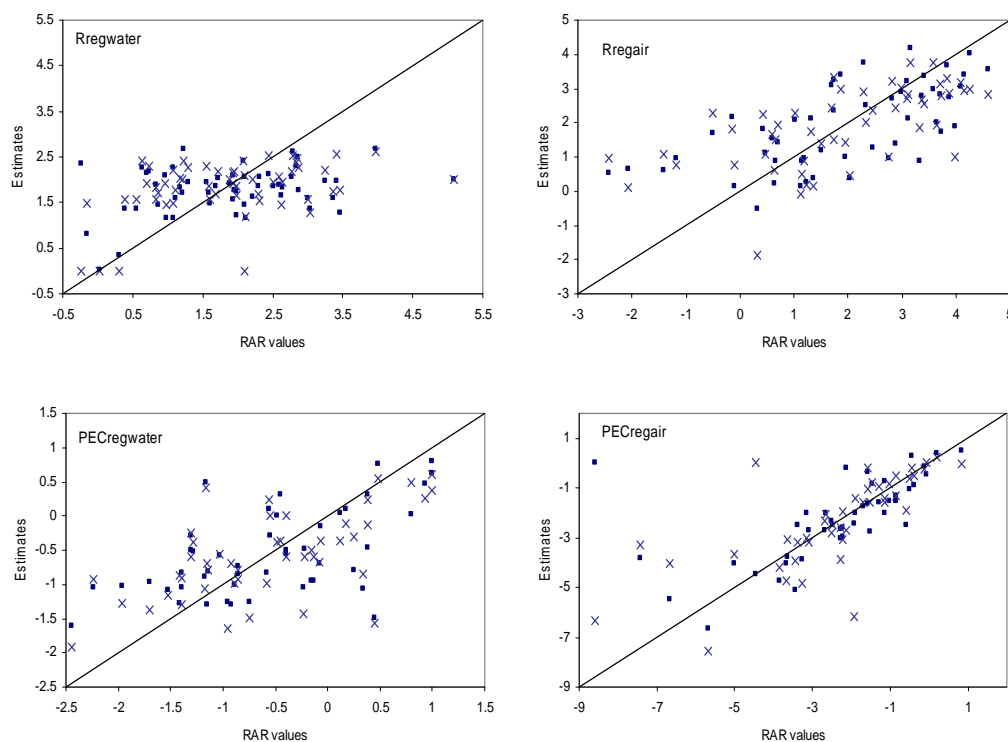 Rregwater
5.5
4.5
3.5
2.5
1.5
0.5
-0.5
-0.5 0.5 1.5 2.5 3.5 4.5 5.5
Estimates
RAR values
Rregair
5
4
3
2
1
0
-1
-2
-3
-3 -2 -1 0 1 2 3 4 5
Estimates
RAR values
PECregwater
1.5
1
0.5
0
-0.5
-1
-1.5
-2
-2.5
-2.5 -2 -1.5 -1 -0.5 0 0.5 1 1.5
Estimates
RAR values
PECregair
1
-1
-3
-5
-7
-9
-9 -7 -5 -3 -1 1
Estimates
RAR values